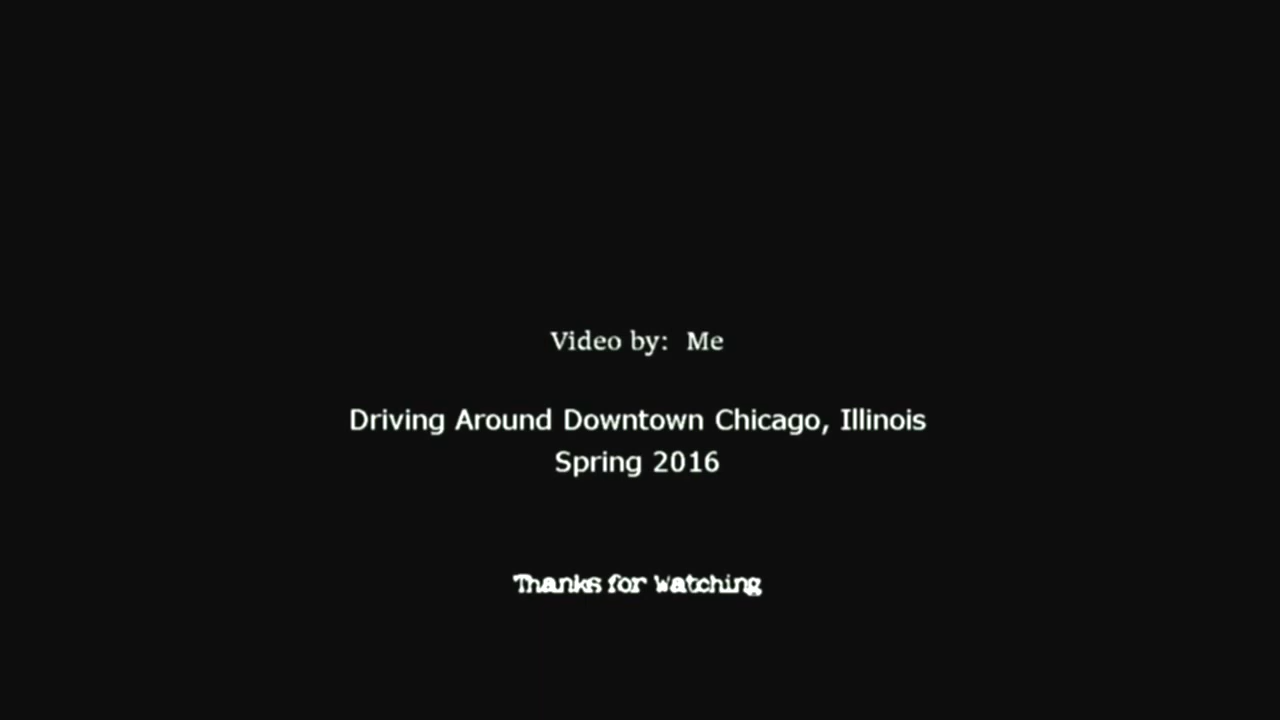 Video by:  Me
Driving Around Downtown Chicago, Illinois
Spring 2016
Thanks for Watching